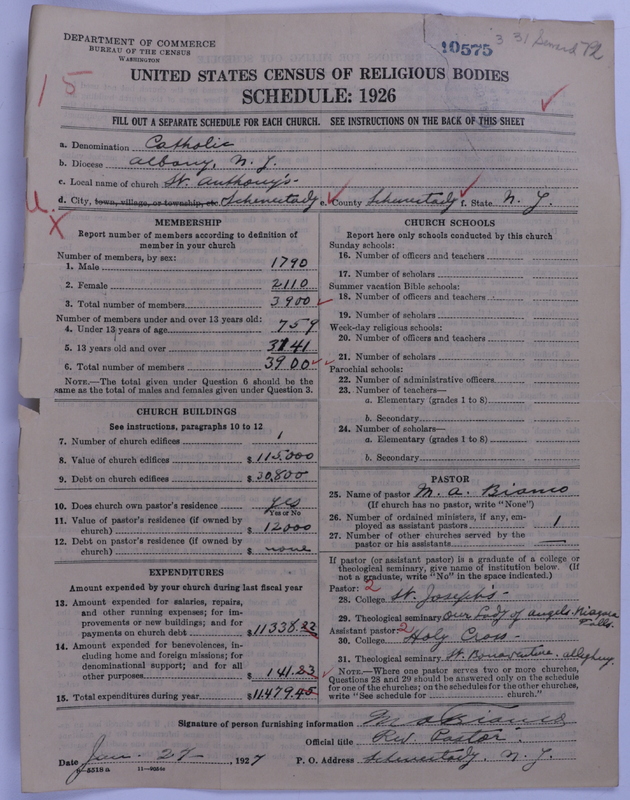 DEPARTMENT OF COMMERCE
BUREAU OF THE CENSUS
WASHINGTON
10575
3 31 Seward 72
15
UNITED STATES CENSUS OF RELIGIOUS BODIES
SCHEDULE: 1926
FILL OUT A SEPARATE SCHEDULE FOR EACH CHURCH. SEE INSTRUCTIONS ON THE BACK OF THIS SHEET
a. Denomination Catholic
b. Diocese Albany, N. Y.
c. Local name of church St. Anthony's
d. City, town, village, or township, etc. Schenectady e. County Schenectady f. State N. Y.
MEMBERSHIP
Report number of members according to definition of
member in your church
Number of members, by sex:
1. Male 1790
2. Female 2110
3. Total number of members 3900
Number of members under and over 13 years old:
4. Under 13 years of age 759
5. 13 years old and over 3141
6. Total number of members 3900
NOTE.—The total given under Question 6 should be the
same as the total of males and females given under Question 3.
CHURCH BUILDINGS
See instructions, paragraphs 10 to 12
7. Number of church edifices 1
8. Value of church edifices $ 115.000
9. Debt on church edifices $ 30,800
10. Does church own pastor's residence yes
Yes or No
11. Value of pastor's residence (if owned by
church) $ 12000
12. Debt on pastor's residence (if owned by
church) $ none
EXPENDITURES
Amount expended by your church during last fiscal year
13. Amount expended for salaries, repairs,
and other running expenses; for im-
provements or new buildings; and for
payments on church debt $ 11338.22
14. Amount expended for benevolences, in-
cluding home and foreign missions; for
denominational support; and for all
other purposes $ 141.23
15. Total expenditures during year $ 11479.45
CHURCH SCHOOLS
Report here only schools conducted by this church
Sunday schools:
16. Number of officers and teachers
17. Number of scholars
Summer vacation Bible schools:
18. Number of officers and teachers
19. Number of scholars
Week-day religious schools:
20. Number of officers and teachers
21. Number of scholars
Parochial schools:
22. Number of administrative officers
23. Number of teachers—
a. Elementary (grades 1 to 8)
b. Secondary
24. Number of scholars—
a. Elementary (grades 1 to 8)
b. Secondary
PASTOR
25. Name of pastor M. A. Bianco
(If church has no pastor, write "None")
26. Number of ordained ministers, if any, em-
ployed as assistant pastors 1
27. Number of other churches served by the
pastor or his assistants —
If pastor (or assistant pastor) is a graduate of a college or
theological seminary, give name of institution below. (If
not a graduate, write "No" in the space indicated.)
Pastor: 2
28. College St. Joseph's
29. Theological seminary Our Lady of Angels. Niagara
Falls.
Assistant pastor: 2
30. College Holy Cross
31. Theological seminary St. Bonaventure. Allegheny.
NOTE.—Where one pastor serves two or more churches,
Questions 28 and 29 should be answered only on the schedule
for one of the churches; on the schedules for the other churches,
write "See schedule for church."
Signature of person furnishing information M A Bianco
Official title Rev. Pastor.
Date Jan. 27, 1927 P. O. Address Schenectady, N. Y.
5518 a 11—9034a